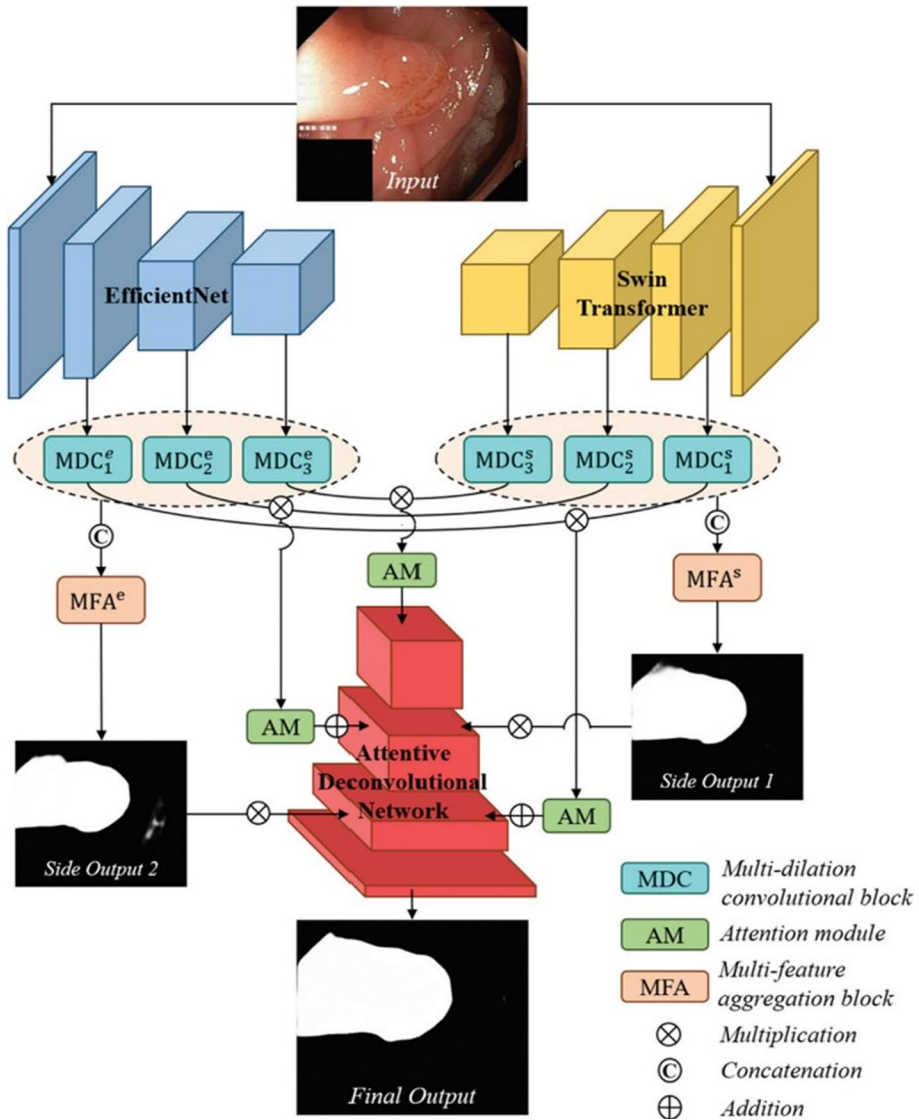 Input
EfficientNet
Swin
Transformer
MDC₁ᵉ MDC₂ᵉ MDC₃ᵉ
MDC₃ˢ MDC₂ˢ MDC₁ˢ
C
C
AM
MFAᵉ
MFAˢ
AM
Attentive
Deconvolutional
Network
Side Output 1
AM
Side Output 2
Final Output
MDC Multi-dilation
convolutional block
AM Attention module
MFA Multi-feature
aggregation block
⊗ Multiplication
© Concatenation
⊕ Addition